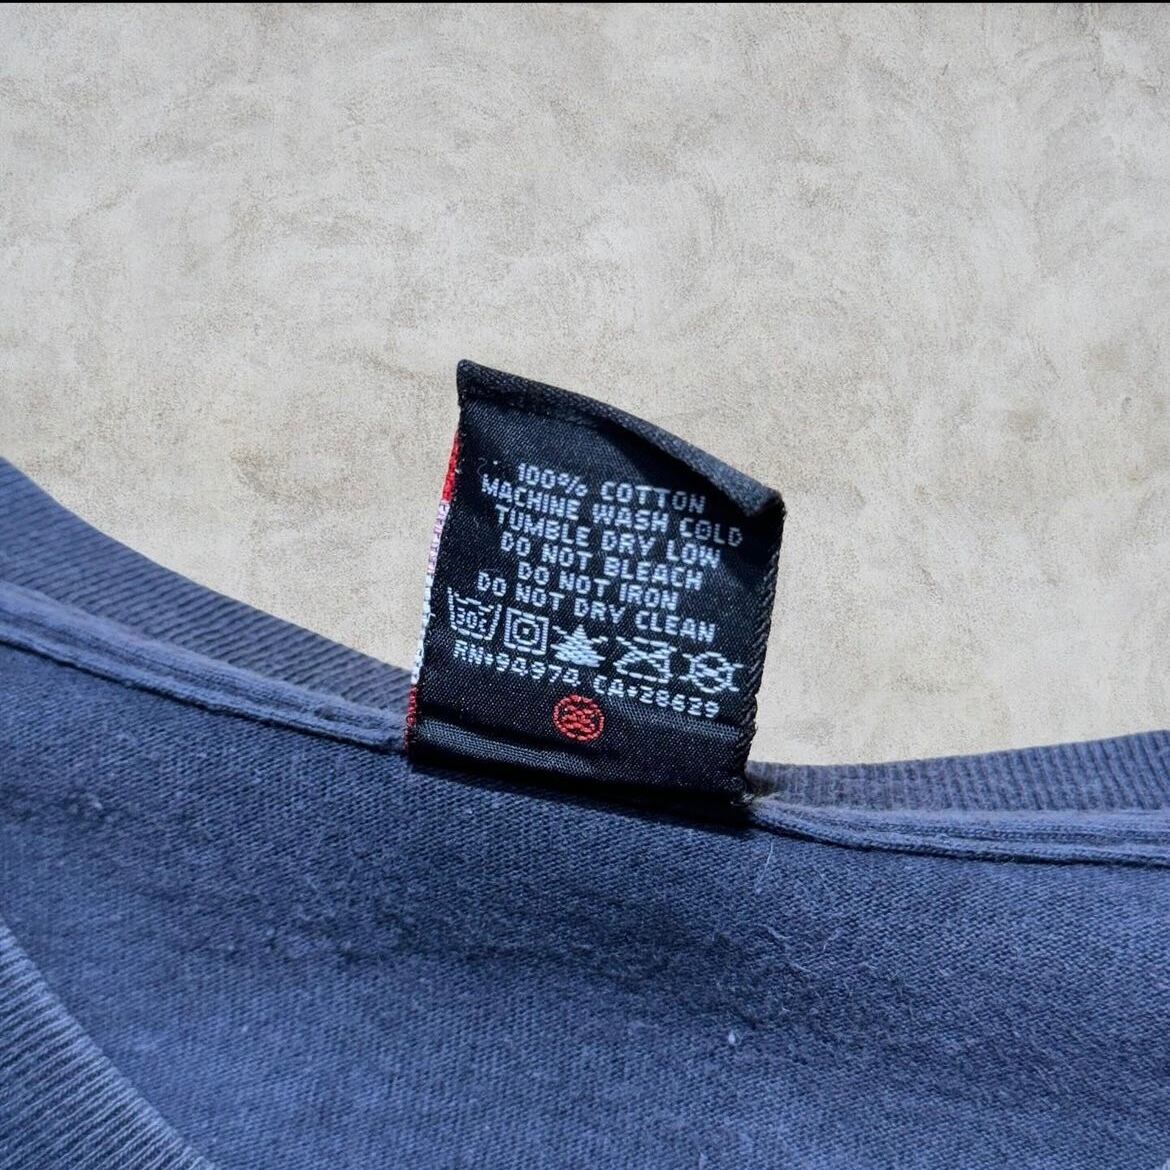 100% COTTON
MACHINE WASH COLD
TUMBLE DRY LOW
DO NOT BLEACH
DO NOT IRON
DO NOT DRY CLEAN
30c
RN#94974 CA#28629